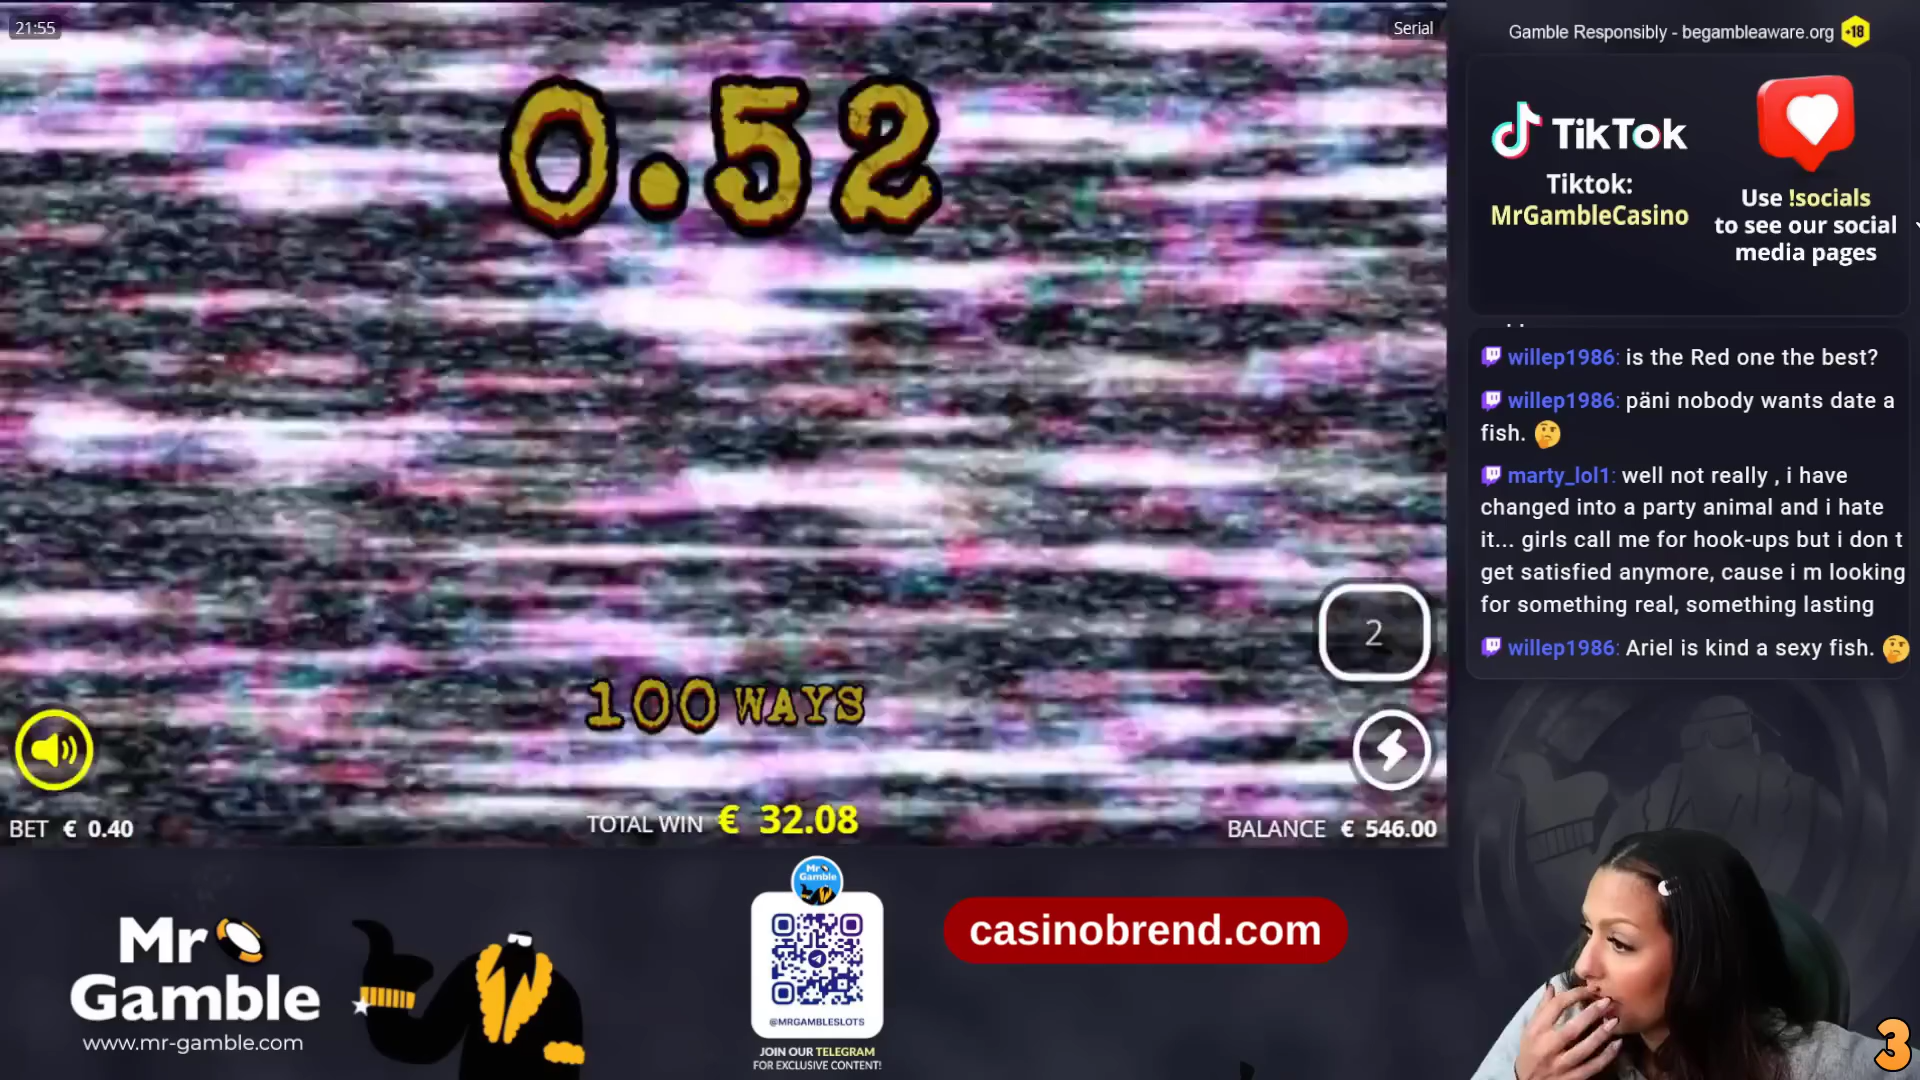 21:55
Serial
0.52
100 WAYS
2
BET € 0.40
TOTAL WIN € 32.08
BALANCE € 546.00
Gamble Responsibly - begambleaware.org +18
TikTok
Tiktok:
MrGambleCasino
Use !socials
to see our social
media pages
willep1986: is the Red one the best?
willep1986: päni nobody wants date a
fish. 🤔
marty_lol1: well not really , i have
changed into a party animal and i hate
it... girls call me for hook-ups but i don t
get satisfied anymore, cause i m looking
for something real, something lasting
willep1986: Ariel is kind a sexy fish. 🤔
Mr
Gamble
www.mr-gamble.com
Mr
Gamble
@MRGAMBLESLOTS
JOIN OUR TELEGRAM
FOR EXCLUSIVE CONTENT!
casinobrend.com
3